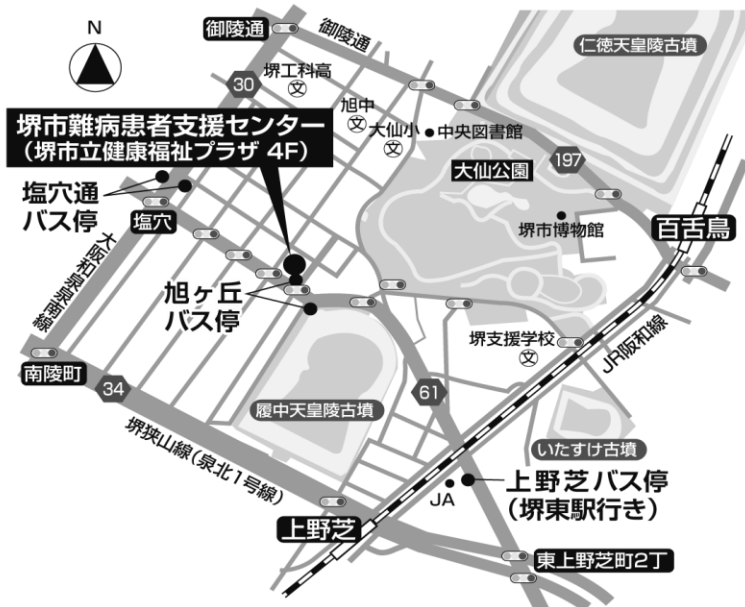 N
御陵通
御陵通
仁徳天皇陵古墳
30
堺工科高
文
旭中
文
大仙小
文
中央図書館
堺市難病患者支援センター
(堺市立健康福祉プラザ 4F)
大仙公園
197
塩穴通
バス停
塩穴
堺市博物館
百舌鳥
大阪和泉泉南線
旭ヶ丘
バス停
堺支援学校
文
JR阪和線
南陵町
34
履中天皇陵古墳
61
いたすけ古墳
堺狭山線(泉北1号線)
上野芝バス停
(堺東駅行き)
JA
上野芝
東上野芝町2丁